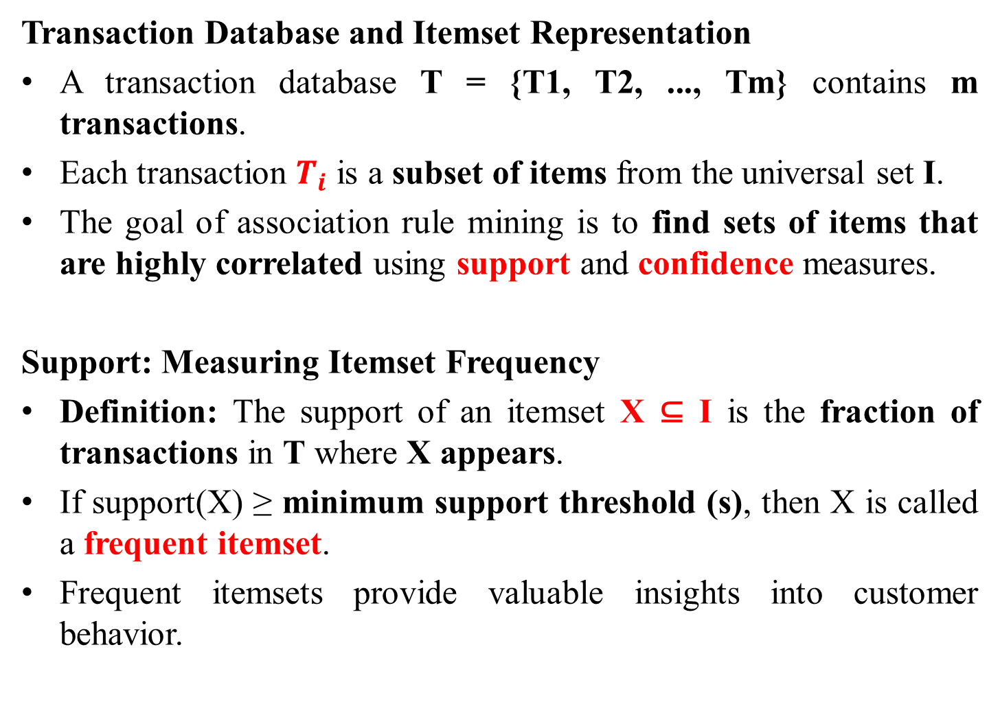 Transaction Database and Itemset Representation
• A transaction database T = {T1, T2, ..., Tm} contains m
transactions.
• Each transaction T_i is a subset of items from the universal set I.
• The goal of association rule mining is to find sets of items that
are highly correlated using support and confidence measures.
Support: Measuring Itemset Frequency
• Definition: The support of an itemset X ⊆ I is the fraction of
transactions in T where X appears.
• If support(X) ≥ minimum support threshold (s), then X is called
a frequent itemset.
• Frequent itemsets provide valuable insights into customer
behavior.